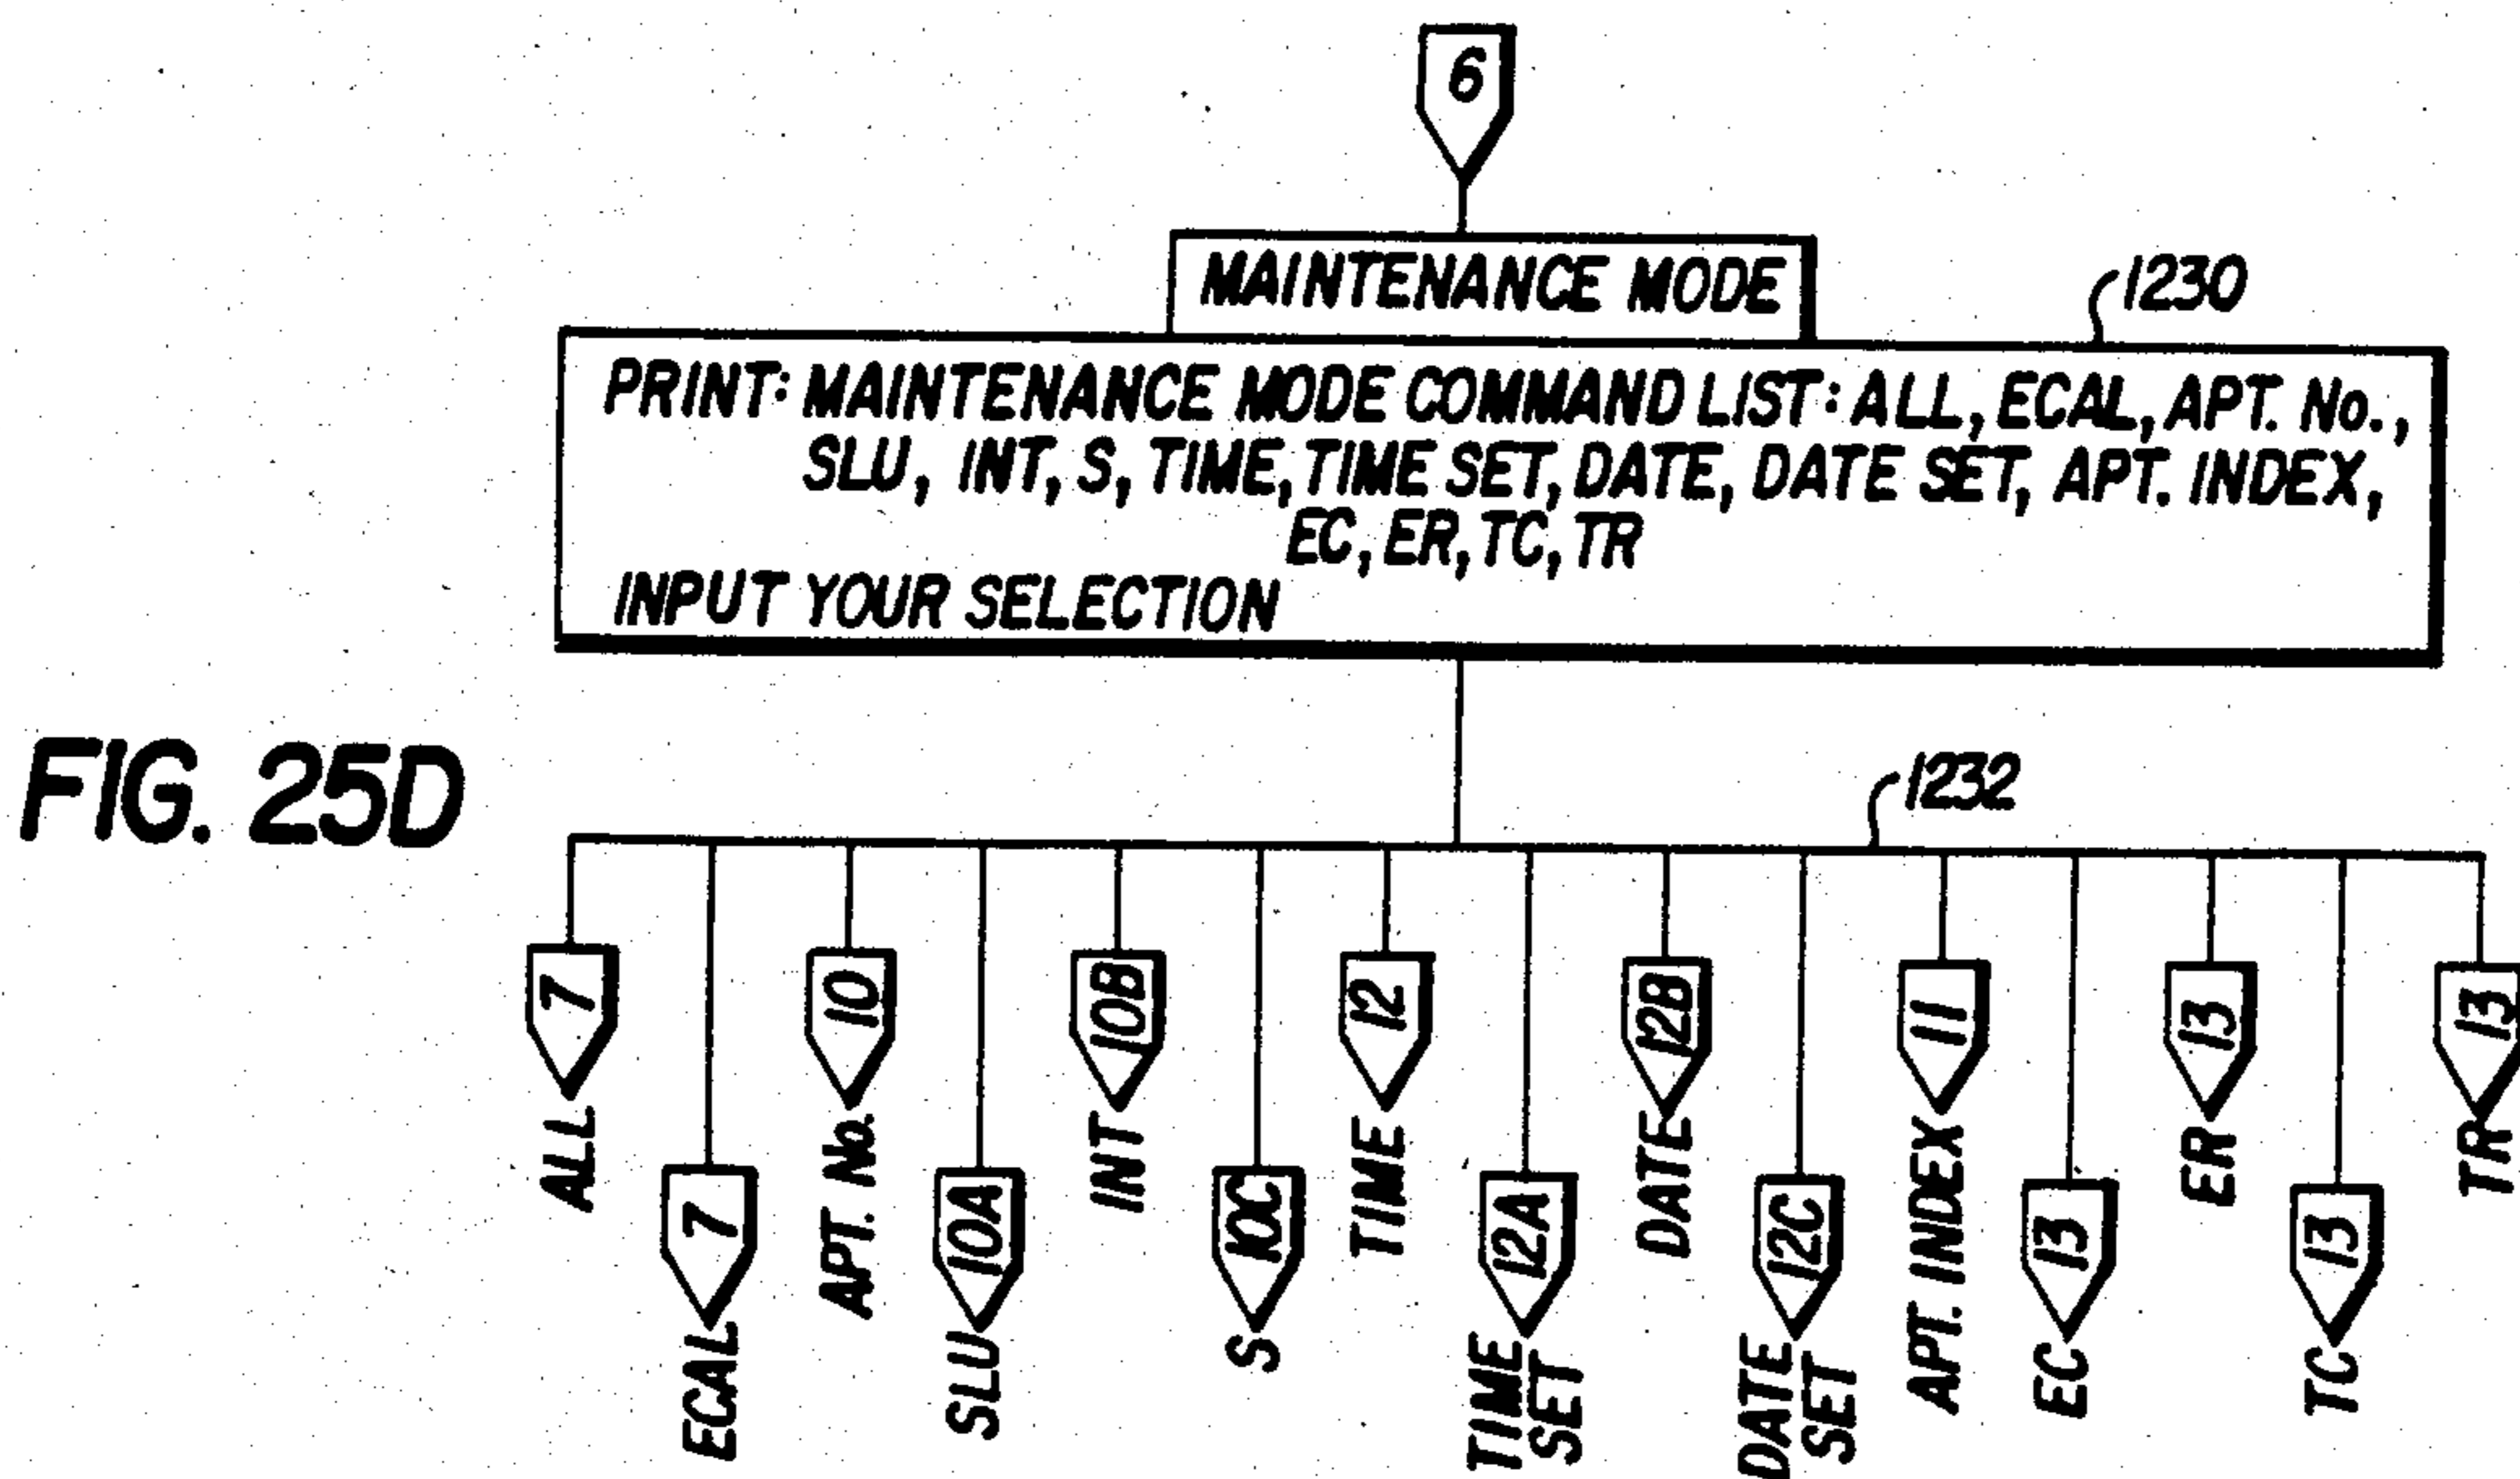 6
MAINTENANCE MODE
1230
PRINT: MAINTENANCE MODE COMMAND LIST: ALL, ECAL, APT. No.,
SLU, INT, S, TIME, TIME SET, DATE, DATE SET, APT. INDEX,
EC, ER, TC, TR
INPUT YOUR SELECTION
FIG. 25D
1232
7
ALL
7
ECAL
10
APT. No.
10A
SLU
10B
INT
10C
S
12
TIME
12A
TIME
SET
12B
DATE
12C
DATE
SET
11
APT. INDEX
13
EC
13
ER
13
TC
13
TR